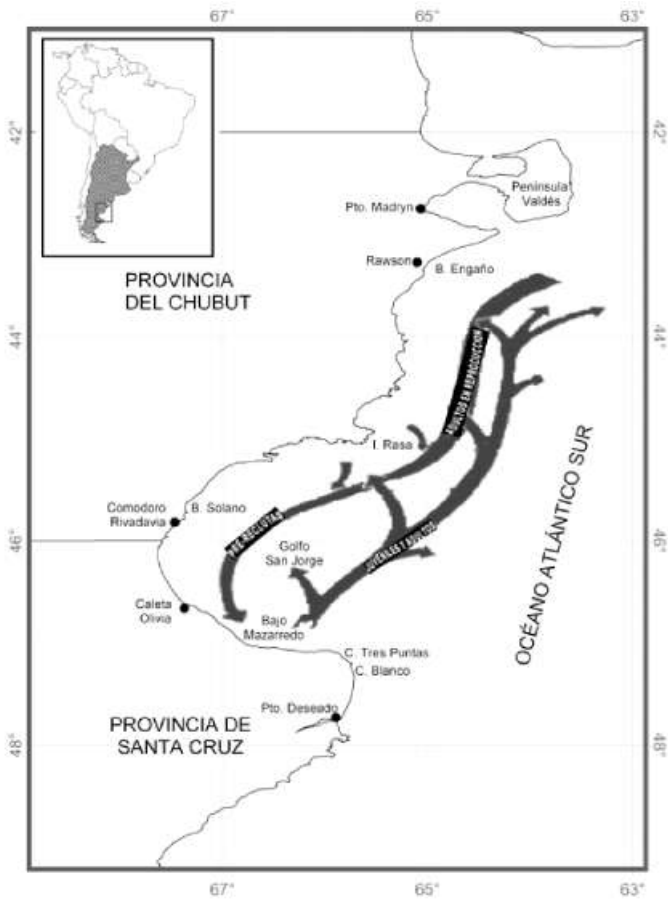 67°
65°
63°
42°
42°
Península
Valdés
Pto. Madryn
Rawson
B. Engaño
PROVINCIA
DEL CHUBUT
44°
44°
ADULTOS EN REPRODUCCION
I. Rasa
OCÉANO ATLÁNTICO SUR
B. Solano
Comodoro
Rivadavia
PRE-RECLUTAS
46°
46°
Golfo
San Jorge
JUVENILES Y ADULTOS
Caleta
Olivia
Bajo
Mazarredo
C. Tres Puntas
C. Blanco
Pto. Deseado
PROVINCIA DE
SANTA CRUZ
48°
48°
67°
65°
63°